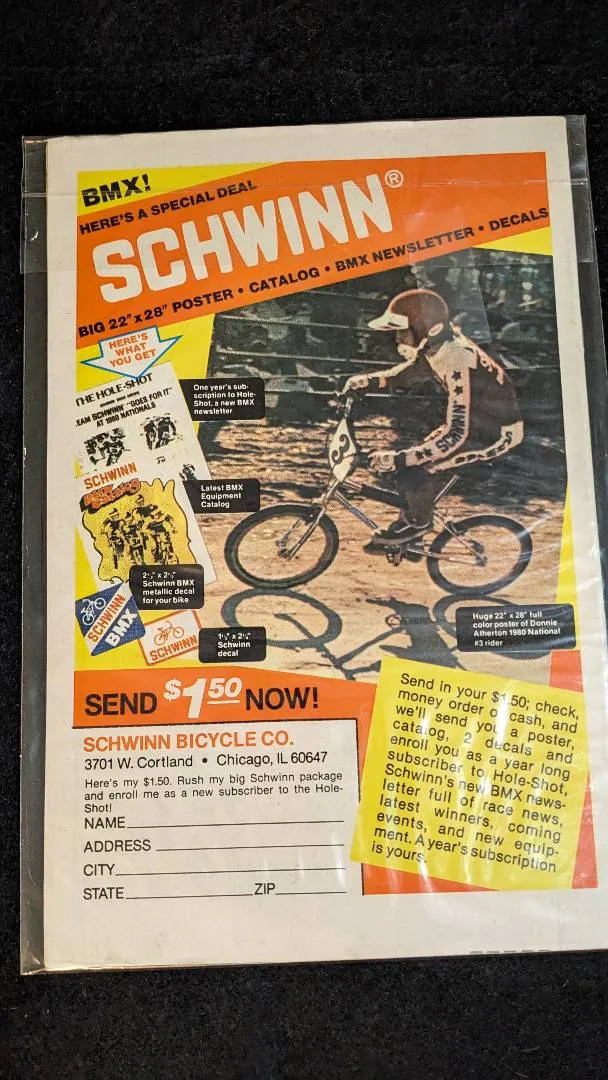 BMX!
HERE'S A SPECIAL DEAL
SCHWINN®
BIG 22" x 28" POSTER • CATALOG • BMX NEWSLETTER • DECALS
HERE'S
WHAT
YOU GET
THE HOLE-SHOT
TEAM SCHWINN "GOES FOR IT"
AT 1980 NATIONALS
SCHWINN
One year's sub-
scription to Hole-
Shot, a new BMX
newsletter
Latest BMX
Equipment
Catalog
2½" x 2½"
Schwinn BMX
metallic decal
for your bike
SCHWINN
BMX
SCHWINN
1½" x 2½"
Schwinn
decal
3
SCHWINN
Huge 22" x 28" full
color poster of Donnie
Atherton 1980 National
#3 rider
SEND $1.50 NOW!
SCHWINN BICYCLE CO.
3701 W. Cortland • Chicago, IL 60647
Here's my $1.50. Rush my big Schwinn package
and enroll me as a new subscriber to the Hole-
Shot!
NAME
ADDRESS
CITY
STATE ZIP
Send in your $1.50; check,
money order or cash, and
we'll send you a poster,
catalog, 2 decals and
enroll you as a year long
subscriber to Hole-Shot,
Schwinn's new BMX news-
letter full of race news,
latest winners, coming
events, and new equip-
ment. A year's subscription
is yours.